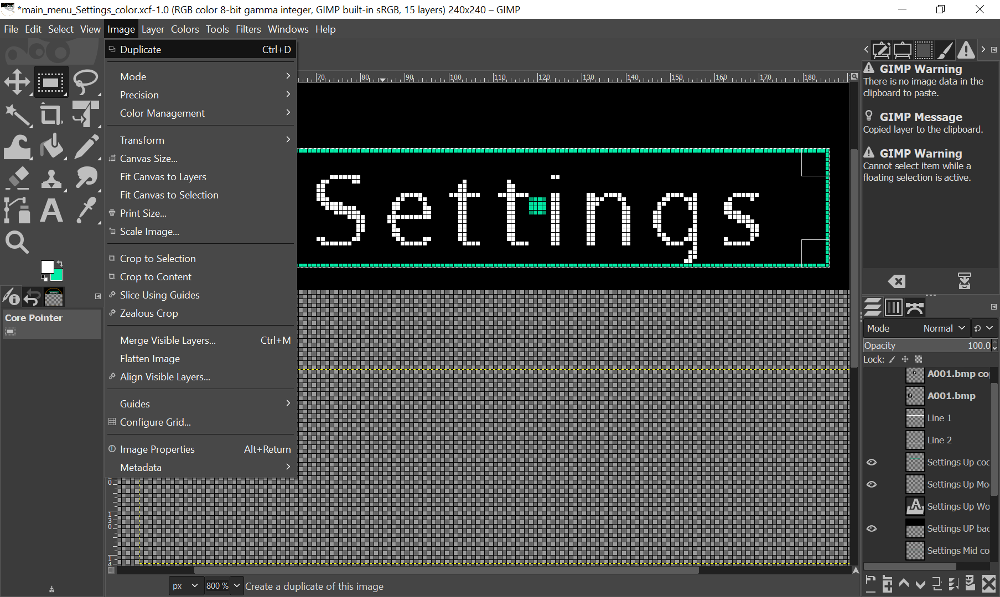 *main_menu_Settings_color.xcf-1.0 (RGB color 8-bit gamma integer, GIMP built-in sRGB, 15 layers) 240x240 – GIMP
File Edit Select View Image Layer Colors Tools Filters Windows Help
Duplicate Ctrl+D
Mode
Precision
Color Management
Transform
Canvas Size...
Fit Canvas to Layers
Fit Canvas to Selection
Print Size...
Scale Image...
Crop to Selection
Crop to Content
Slice Using Guides
Zealous Crop
Merge Visible Layers... Ctrl+M
Flatten Image
Align Visible Layers...
Guides
Configure Grid...
Image Properties Alt+Return
Metadata
Core Pointer
70 80 90 100 110 120 130 140 150 160 170 180
Settings
0
130
14
px 800 % Create a duplicate of this image
GIMP Warning
There is no image data in the
clipboard to paste.
GIMP Message
Copied layer to the clipboard.
GIMP Warning
Cannot select item while a
floating selection is active.
Mode Normal
Opacity 100.0
Lock:
A001.bmp co
A001.bmp
Line 1
Line 2
Settings Up coo
Settings Up Mo
Settings Up Wo
Settings UP bac
Settings Mid co